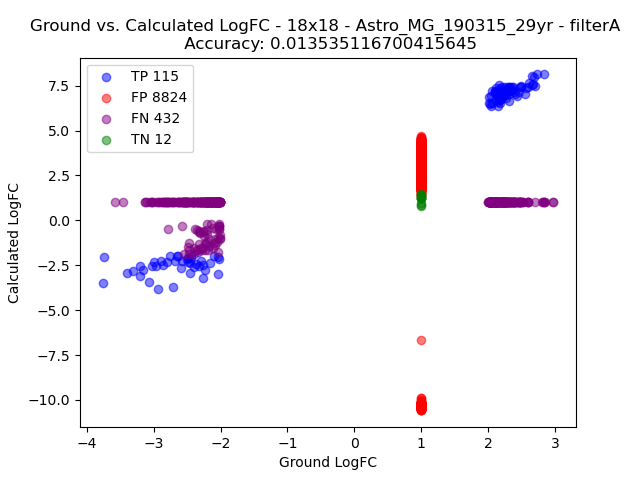 Ground vs. Calculated LogFC - 18x18 - Astro_MG_190315_29yr - filterA
Accuracy: 0.013535116700415645
TP 115
FP 8824
FN 432
TN 12
Calculated LogFC
7.5
5.0
2.5
0.0
−2.5
−5.0
−7.5
−10.0
−4 −3 −2 −1 0 1 2 3
Ground LogFC